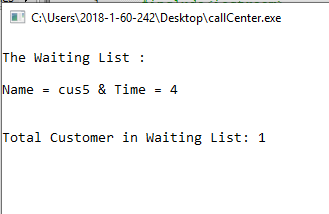 C:\Users\2018-1-60-242\Desktop\callCenter.exe
The Waiting List :
Name = cus5 & Time = 4
Total Customer in Waiting List: 1